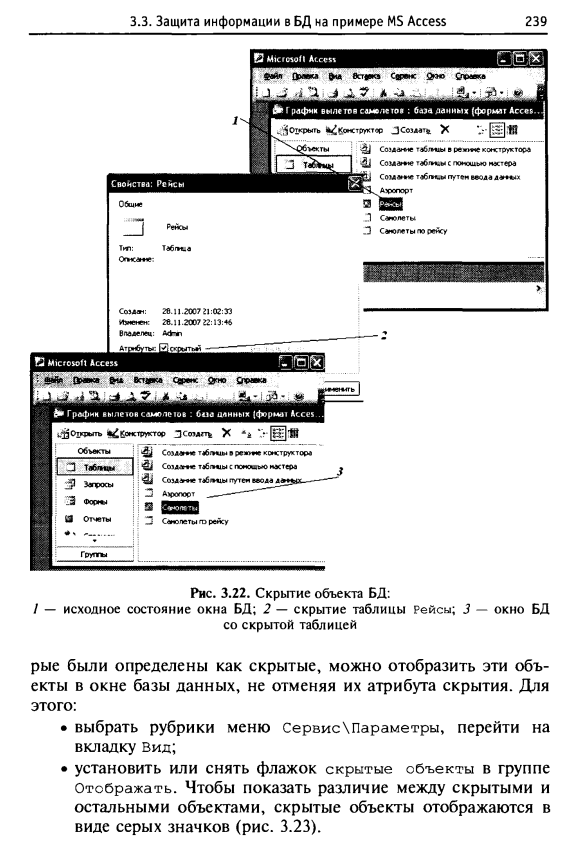 3.3. Защита информации в БД на примере MS Access 239
Microsoft Access
Файл Правка Вид Вставка Сервис Окно Справка
График вылетов самолетов : база данных (формат Acces...
1
Открыть Конструктор Создать
Объекты
Таблицы
Создание таблицы в режиме конструктора
Создание таблицы с помощью мастера
Создание таблицы путем ввода данных
Аэропорт
Рейсы
Самолеты
Самолеты по рейсу
Свойства: Рейсы
Общие
Рейсы
Тип: Таблица
Описание:
Создан: 28.11.2007 21:02:33
Изменен: 28.11.2007 22:13:46
Владелец: Admin
Атрибуты: скрытый
2
именить
Microsoft Access
Файл Правка Вид Вставка Сервис Окно Справка
График вылетов самолетов : база данных (формат Acces...
Открыть Конструктор Создать
Объекты
Таблицы
Запросы
Формы
Отчеты
Группы
Создание таблицы в режиме конструктора
Создание таблицы с помощью мастера
Создание таблицы путем ввода данных
3
Аэропорт
Самолеты
Самолеты по рейсу
Рис. 3.22. Скрытие объекта БД:
1 — исходное состояние окна БД; 2 — скрытие таблицы Рейсы; 3 — окно БД
со скрытой таблицей
рые были определены как скрытые, можно отобразить эти объ-
екты в окне базы данных, не отменяя их атрибута скрытия. Для
этого:
• выбрать рубрики меню Сервис\Параметры, перейти на
вкладку Вид;
• установить или снять флажок скрытые объекты в группе
Отображать. Чтобы показать различие между скрытыми и
остальными объектами, скрытые объекты отображаются в
виде серых значков (рис. 3.23).